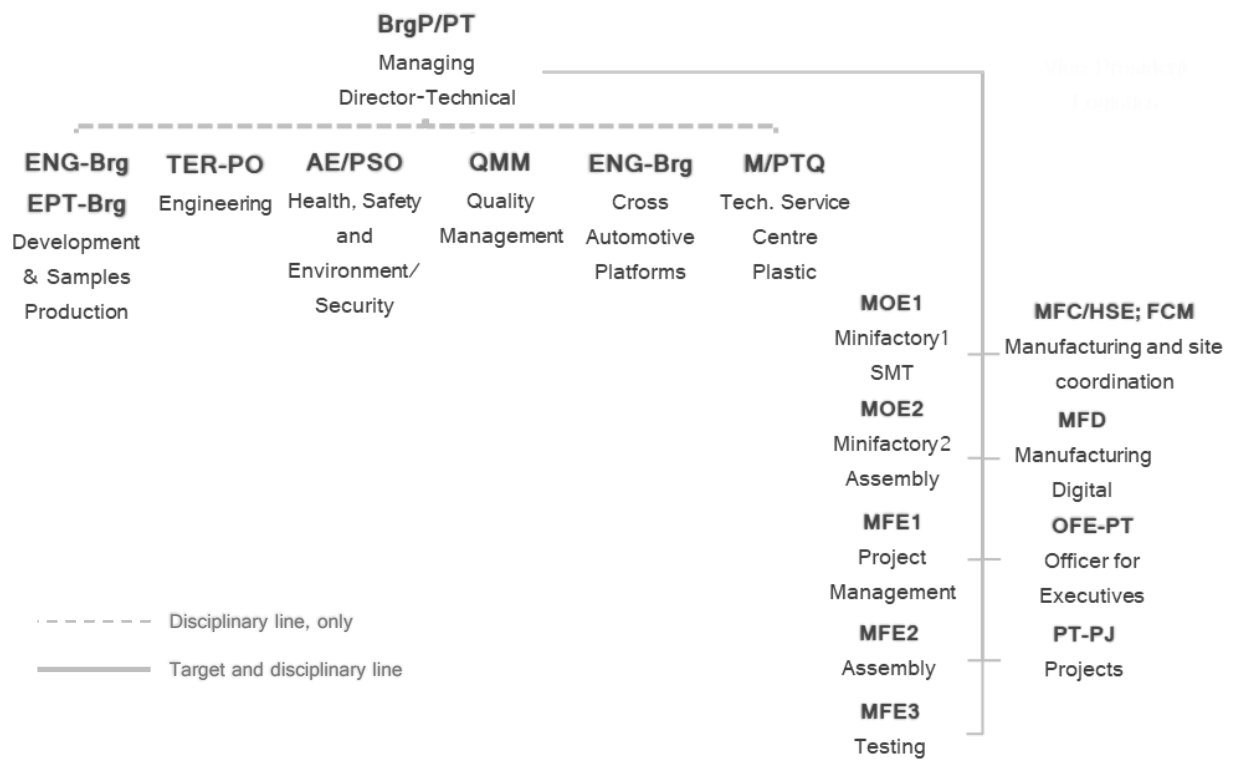 BrgP/PT
Managing
Director-Technical
ENG-Brg
EPT-Brg
Development
& Samples
Production
TER-PO
Engineering
AE/PSO
Health, Safety
and
Environment/
Security
QMM
Quality
Management
ENG-Brg
Cross
Automotive
Platforms
M/PTQ
Tech. Service
Centre
Plastic
MOE1
Minifactory1
SMT
MOE2
Minifactory2
Assembly
MFE1
Project
Management
MFE2
Assembly
MFE3
Testing
MFC/HSE; FCM
Manufacturing and site
coordination
MFD
Manufacturing
Digital
OFE-PT
Officer for
Executives
PT-PJ
Projects
Disciplinary line, only
Target and disciplinary line